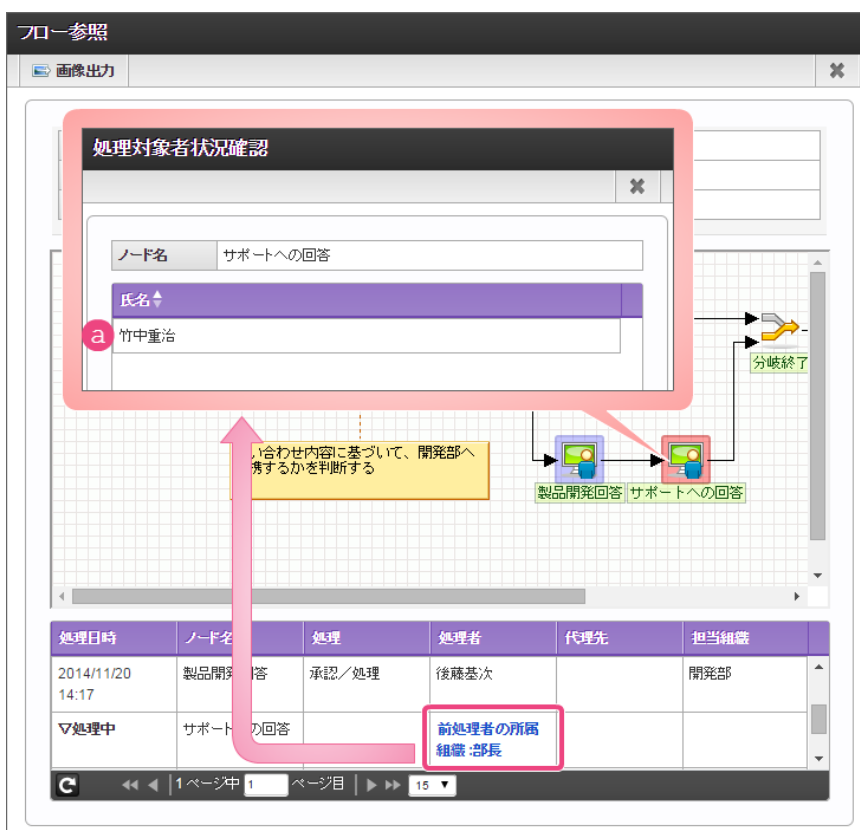 フロー参照
画像出力
処理対象者状況確認
ノード名 サポートへの回答
氏名
a 竹中重治
分岐終了
い合わせ内容に基づいて、開発部へ
携するかを判断する
製品開発回答 サポートへの回答
処理日時 ノード名 処理 処理者 代理先 担当組織
2014/11/20 製品開発 答 承認／処理 後藤基次 開発部
14:17
▽処理中 サポート の回答 前処理者の所属
組織:部長
1 ページ中 1 ページ目 15